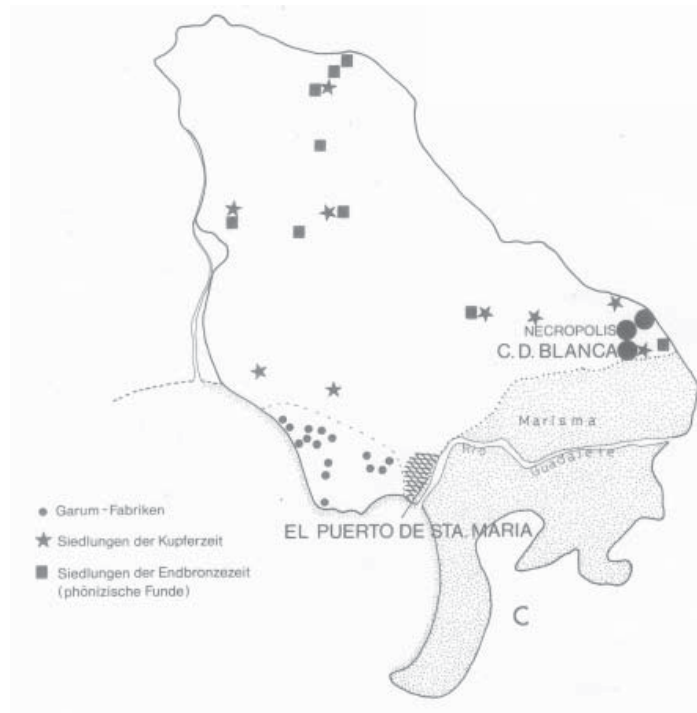 NECROPOLIS
C. D. BLANCA
Marisma
Rio
Guadalete
EL PUERTO DE STA. MARIA
Garum-Fabriken
Siedlungen der Kupferzeit
Siedlungen der Endbronzezeit
(phönizische Funde)
C